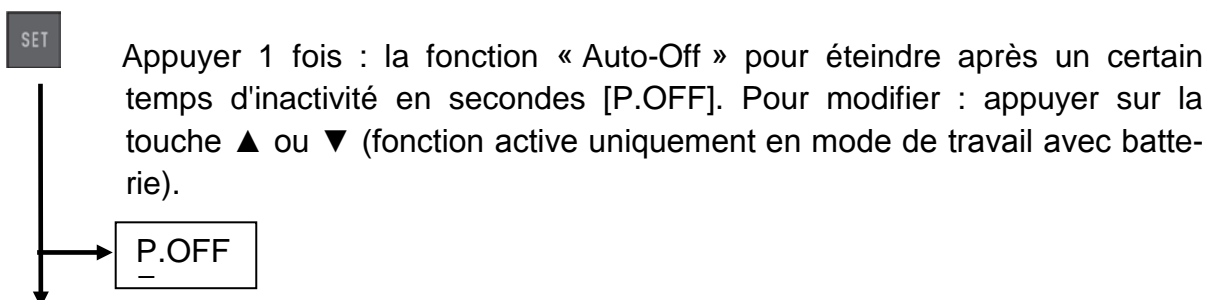 SET
Appuyer 1 fois : la fonction « Auto-Off » pour éteindre après un certain
temps d'inactivité en secondes [P.OFF]. Pour modifier : appuyer sur la
touche ▲ ou ▼ (fonction active uniquement en mode de travail avec batte-
rie).
P.OFF